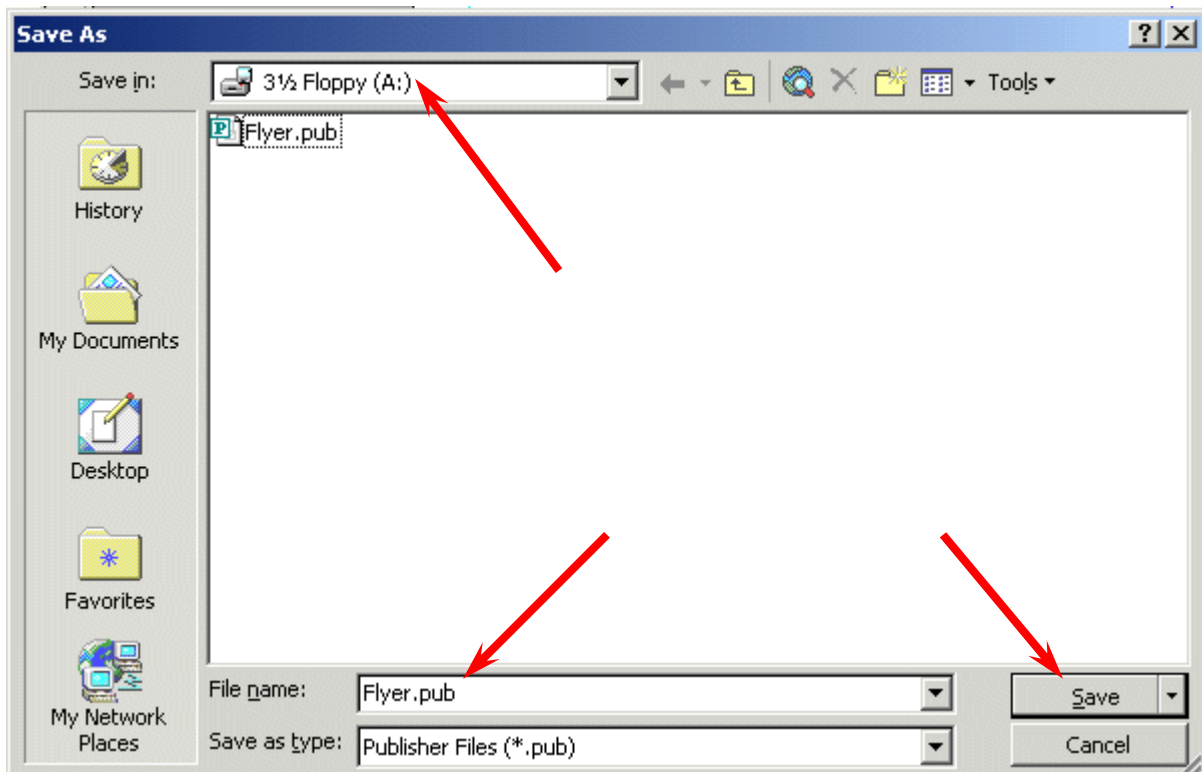 Save As
Save in: 3½ Floppy (A:) Tools
Flyer.pub
History
My Documents
Desktop
Favorites
My Network
Places
File name: Flyer.pub Save
Save as type: Publisher Files (*.pub) Cancel